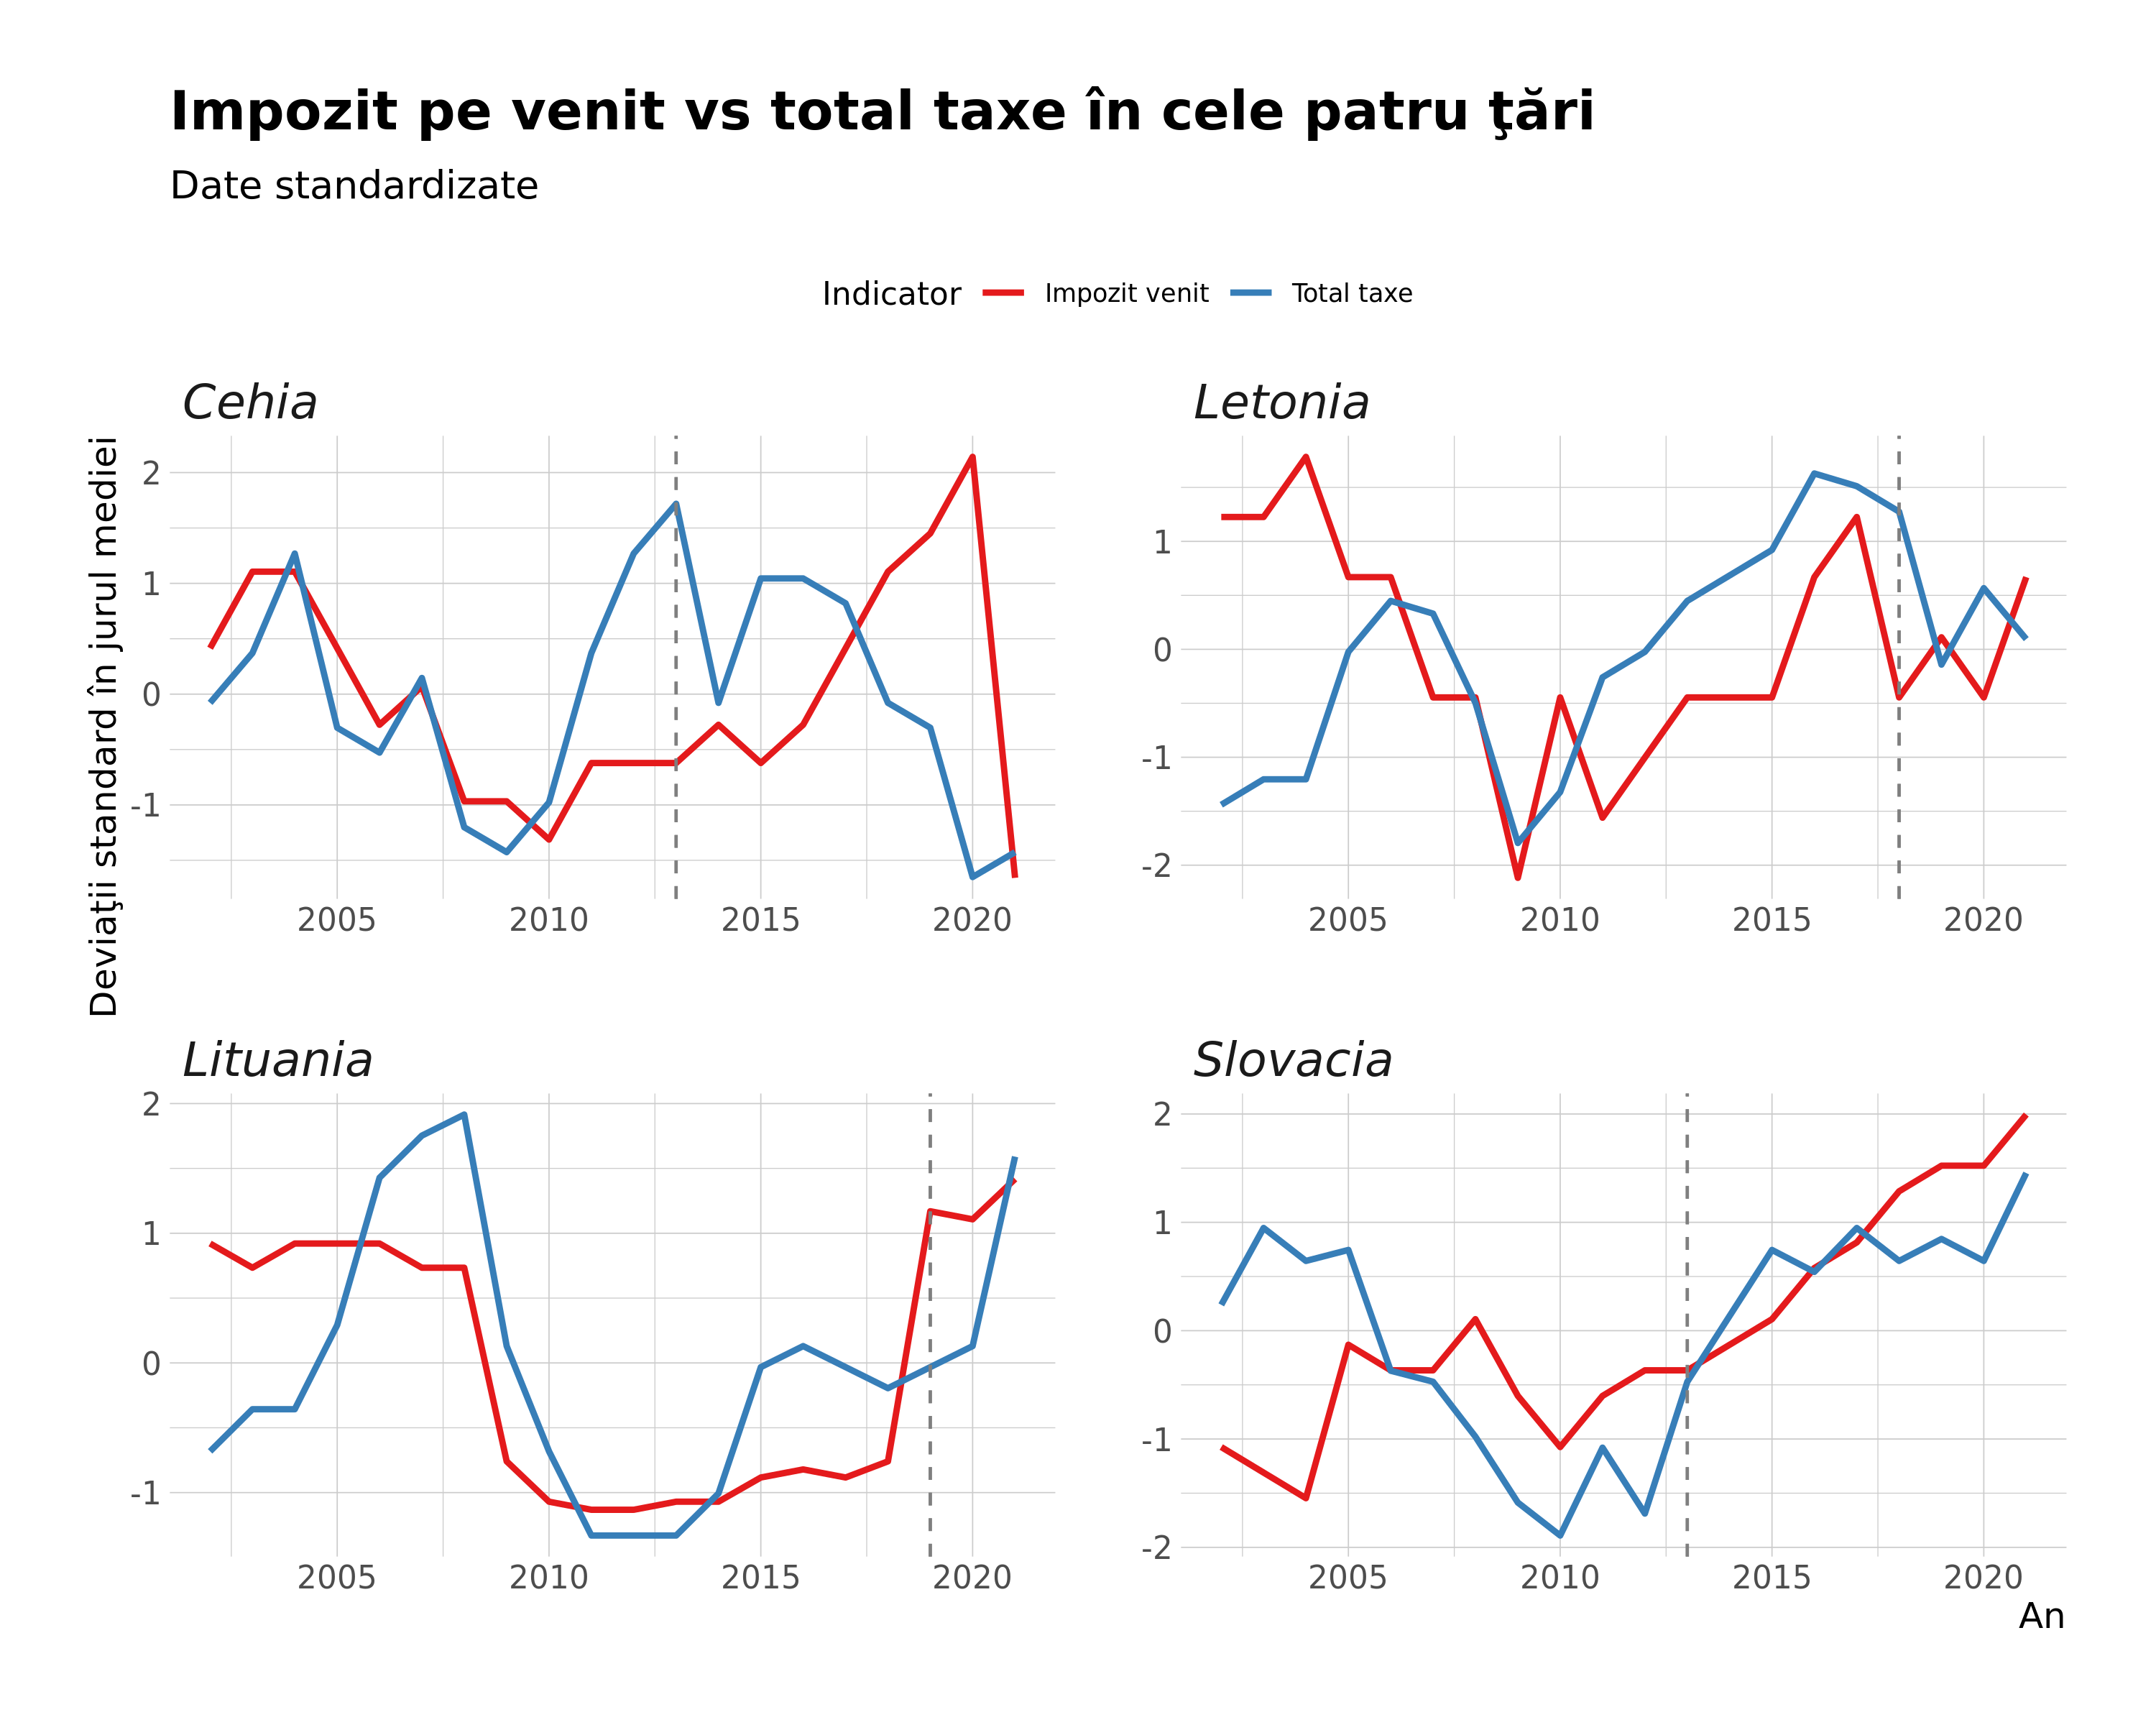 Impozit pe venit vs total taxe în cele patru ţări
Date standardizate
Indicator Impozit venit Total taxe
Deviaţii standard în jurul mediei
Cehia
2
1
0
-1
2005 2010 2015 2020
Letonia
1
0
-1
-2
2005 2010 2015 2020
Lituania
2
1
0
-1
2005 2010 2015 2020
Slovacia
2
1
0
-1
-2
2005 2010 2015 2020
An